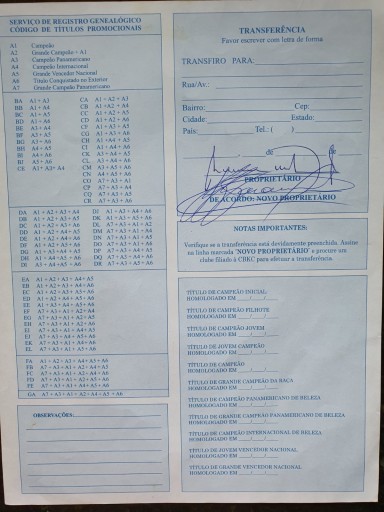 SERVIÇO DE REGISTRO GENEALÓGICO
CÓDIGO DE TÍTULOS PROMOCIONAIS
A1 Campeão
A2 Grande Campeão + A1
A3 Campeão Panamericano
A4 Campeão Internacional
A5 Grande Vencedor Nacional
A6 Título Conquistado no Exterior
A7 Grande Campeão Panamericano
BA A1 + A3
BB A1 + A4
BC A1 + A5
BD A1 + A6
BE A3 + A4
BF A3 + A5
BG A3 + A6
BH A4 + A5
BI A4 + A6
BJ A5 + A6
CE A1 + A3+ A4
CA A1 + A2 + A3
CB A1 + A2 + A4
CC A1 + A2 + A5
CD A1 + A2 + A6
CF A1 + A3 + A5
CG A1 + A3 + A6
CH A1 + A4 + A5
CI A1 + A4 + A6
CK A3 + A4 + A5
CL A3 + A4 + A6
CM A3 + A5 + A6
CN A4 + A5 + A6
CO A7 + A3 + A1
CP A7 + A3 + A2
CQ A7 + A3 + A5
CR A7 + A3 + A6
DA A1 + A2 + A3 + A4
DB A1 + A2 + A3 + A5
DC A1 + A2 + A3 + A6
DD A1 + A2 + A4 + A5
DE A1 + A2 + A4 + A6
DF A1 + A2 + A5 + A6
DG A1 + A3 + A4 + A5
DH A1 + A3 + A4 + A6
DI A1 + A3 + A5 + A6
DJ A1 + A3 + A4 + A6
DK A1 + A3 + A5 + A6
DL A7 + A3 + A1 + A2
DM A7 + A3 + A1 + A4
DN A7 + A3 + A1 + A5
DO A7 + A3 + A1 + A6
DP A7 + A3 + A4 + A5
DQ A7 + A3 + A4 + A6
DR A7 + A3 + A5 + A6
EA A1 + A2 + A3 + A4 + A5
EB A1 + A2 + A3 + A4 + A6
EC A1 + A2 + A3 + A5 + A6
ED A1 + A2 + A4 + A5 + A6
EE A1 + A3 + A4 + A5 + A6
EF A7 + A3 + A1 + A2 + A4
EG A7 + A3 + A1 + A2 + A5
EH A7 + A3 + A1 + A2 + A6
EI A7 + A3 + A1 + A4 + A5
EJ A7 + A3 + A1 + A4 + A6
EK A7 + A3 + A1 + A5 + A6
EL A7 + A3 + A4 + A5 + A6
FA A1 + A2 + A3 + A4 + A5 + A6
FB A7 + A3 + A1 + A2 + A4 + A5
FC A7 + A3 + A1 + A2 + A4 + A6
FD A7 + A3 + A1 + A2 + A5 + A6
FE A7 + A3 + A1 + A4 + A5 + A6
GA A7 + A3 + A1 + A2 + A4 + A5 + A6
OBSERVAÇÕES:
TRANSFERÊNCIA
Favor escrever com letra de forma
TRANSFIRO PARA:
Rua/Av.:
Bairro: Cep:
Cidade: Estado:
País: Tel.: ( )
de de
PROPRIETÁRIO
DE ACORDO: NOVO PROPRIETÁRIO
NOTAS IMPORTANTES:
Verifique se a transferência está devidamente preenchida. Assine
na linha marcada "NOVO PROPRIETÁRIO" e procure um
clube filiado à CBKC para efetuar a transferência.
TÍTULO DE CAMPEÃO INICIAL
HOMOLOGADO EM ___/___/___
TÍTULO DE CAMPEÃO FILHOTE
HOMOLOGADO EM ___/___/___
TÍTULO DE CAMPEÃO JOVEM
HOMOLOGADO EM ___/___/___
TÍTULO DE JOVEM CAMPEÃO
HOMOLOGADO EM ___/___/___
TÍTULO DE CAMPEÃO
HOMOLOGADO EM ___/___/___
TÍTULO DE GRANDE CAMPEÃO DA RAÇA
HOMOLOGADO EM ___/___/___
TÍTULO DE CAMPEÃO PANAMERICANO DE BELEZA
HOMOLOGADO EM ___/___/___
TÍTULO DE GRANDE CAMPEÃO PANAMERICANO DE BELEZA
HOMOLOGADO EM ___/___/___
TÍTULO DE CAMPEÃO INTERNACIONAL DE BELEZA
HOMOLOGADO EM ___/___/___
TÍTULO DE JOVEM VENCEDOR NACIONAL
HOMOLOGADO EM ___/___/___
TÍTULO DE GRANDE VENCEDOR NACIONAL
HOMOLOGADO EM ___/___/___